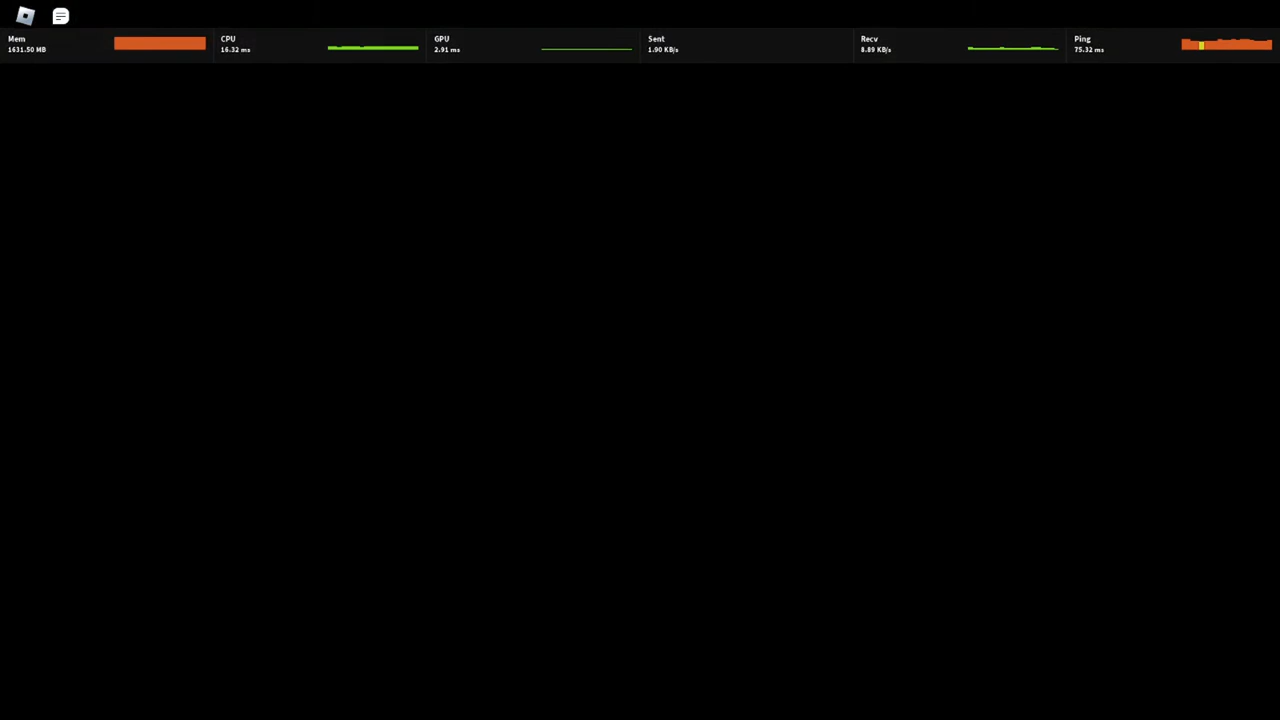 Mem CPU GPU Sent Recv Ping
1631.50 MB 16.32 ms 2.91 ms 1.90 KB/s 8.89 KB/s 75.32 ms